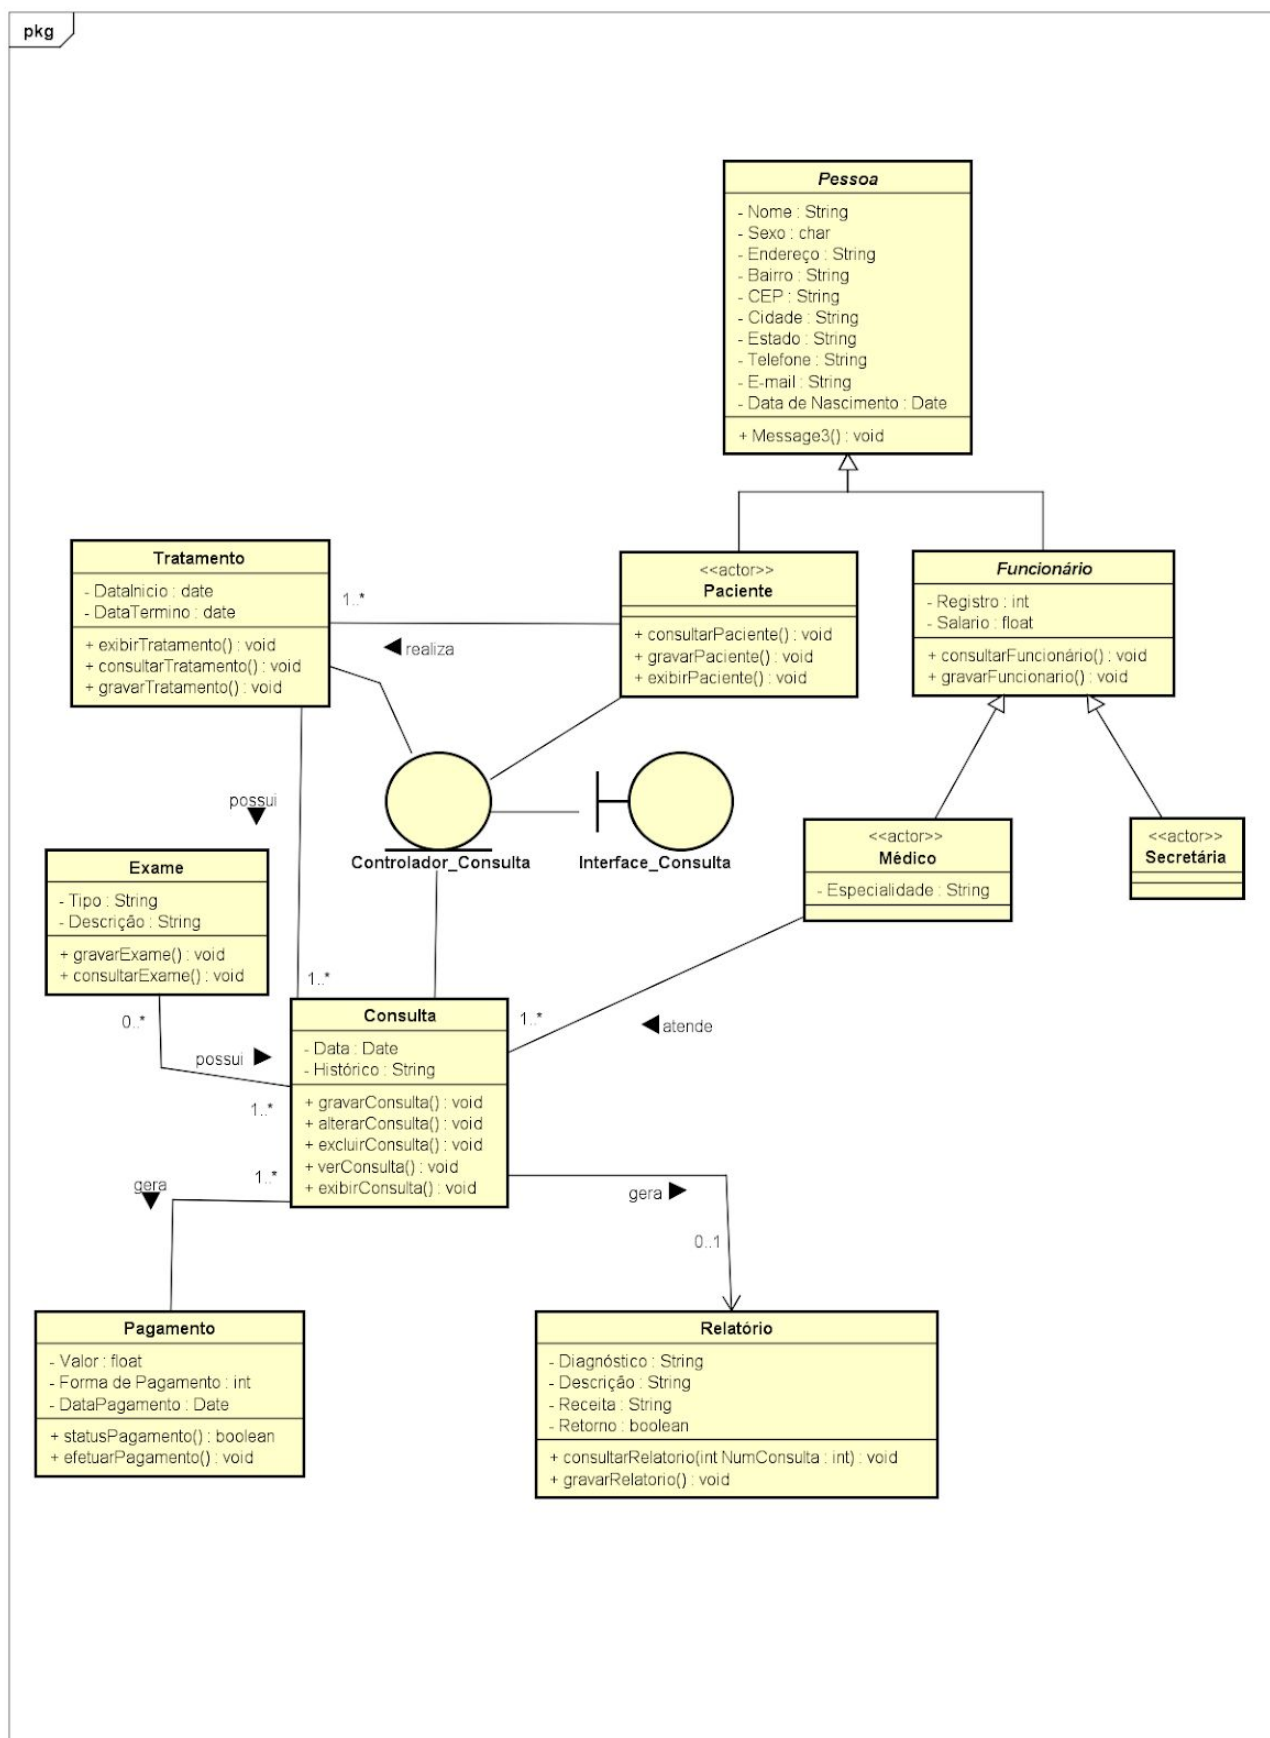 pkg
Pessoa
- Nome : String
- Sexo : char
- Endereço : String
- Bairro : String
- CEP : String
- Cidade : String
- Estado : String
- Telefone : String
- E-mail : String
- Data de Nascimento : Date
+ Message3() : void
Tratamento
- DataInicio : date
- DataTermino : date
+ exibirTratamento() : void
+ consultarTratamento() : void
+ gravarTratamento() : void
1..*
realiza
<<actor>>
Paciente
+ consultarPaciente() : void
+ gravarPaciente() : void
+ exibirPaciente() : void
Funcionário
- Registro : int
- Salario : float
+ consultarFuncionário() : void
+ gravarFuncionario() : void
possui
Controlador_Consulta
Interface_Consulta
<<actor>>
Médico
- Especialidade : String
<<actor>>
Secretária
Exame
- Tipo : String
- Descrição : String
+ gravarExame() : void
+ consultarExame() : void
1..*
0..*
possui
1..*
Consulta
- Data : Date
- Histórico : String
+ gravarConsulta() : void
+ alterarConsulta() : void
+ excluirConsulta() : void
+ verConsulta() : void
+ exibirConsulta() : void
1..*
atende
1..*
gera
gera
0..1
Pagamento
- Valor : float
- Forma de Pagamento : int
- DataPagamento : Date
+ statusPagamento() : boolean
+ efetuarPagamento() : void
Relatório
- Diagnóstico : String
- Descrição : String
- Receita : String
- Retorno : boolean
+ consultarRelatorio(int NumConsulta : int) : void
+ gravarRelatorio() : void